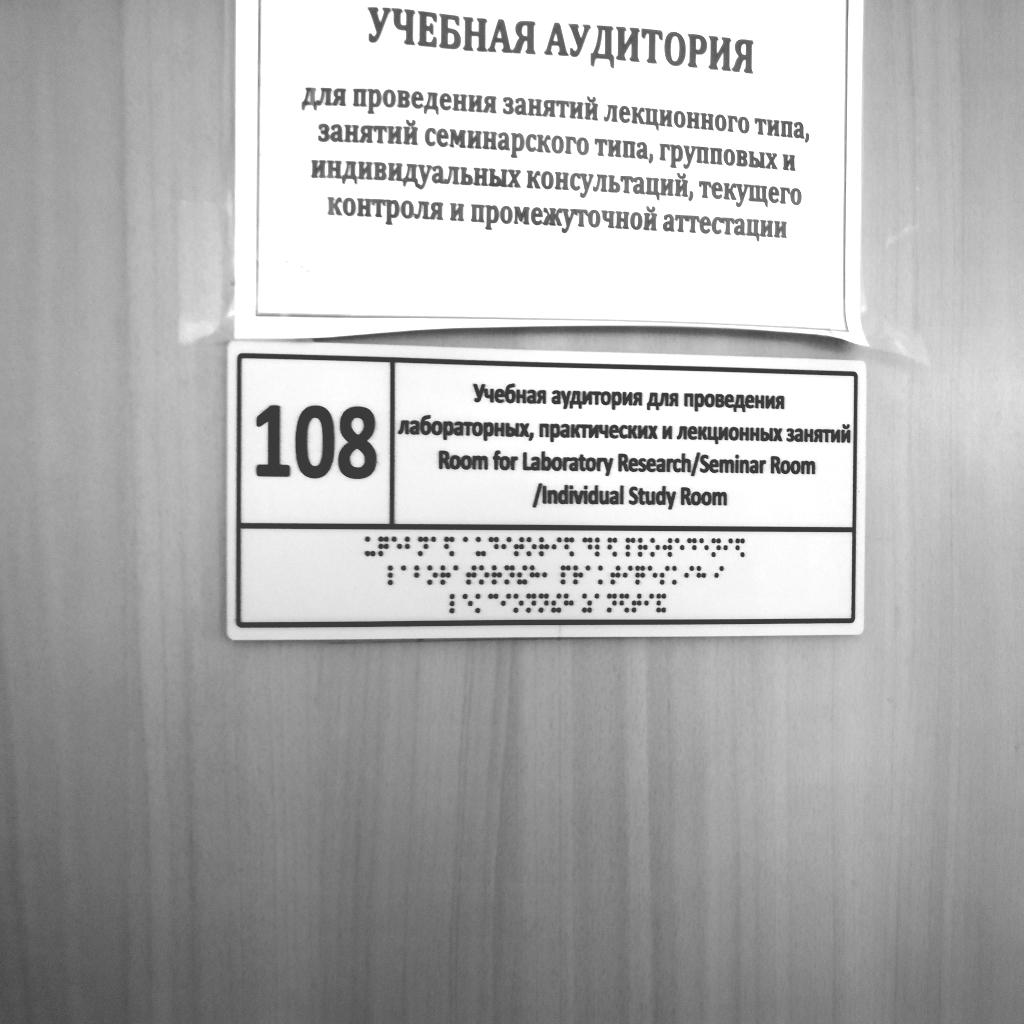 УЧЕБНАЯ АУДИТОРИЯ
для проведения занятий лекционного типа,
занятий семинарского типа, групповых и
индивидуальных консультаций, текущего
контроля и промежуточной аттестации
108
Учебная аудитория для проведения
лабораторных, практических и лекционных занятий
Room for Laboratory Research/Seminar Room
/Individual Study Room